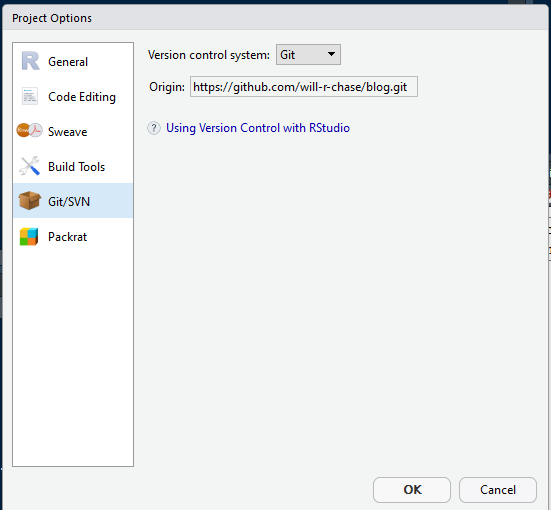 Project Options
General
Code Editing
Sweave
Build Tools
Git/SVN
Packrat
Version control system: Git
Origin: https://github.com/will-r-chase/blog.git
? Using Version Control with RStudio
OK Cancel